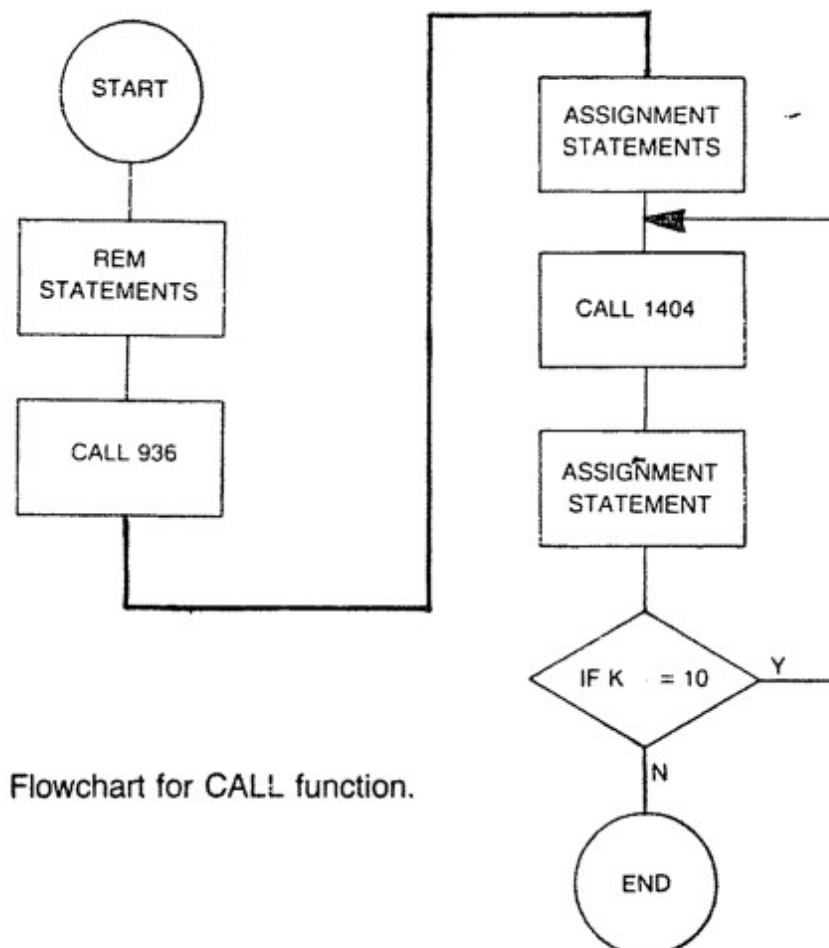 START
REM
STATEMENTS
CALL 936
ASSIGNMENT
STATEMENTS
CALL 1404
ASSIGNMENT
STATEMENT
IF K = 10
Y
N
END
Flowchart for CALL function.